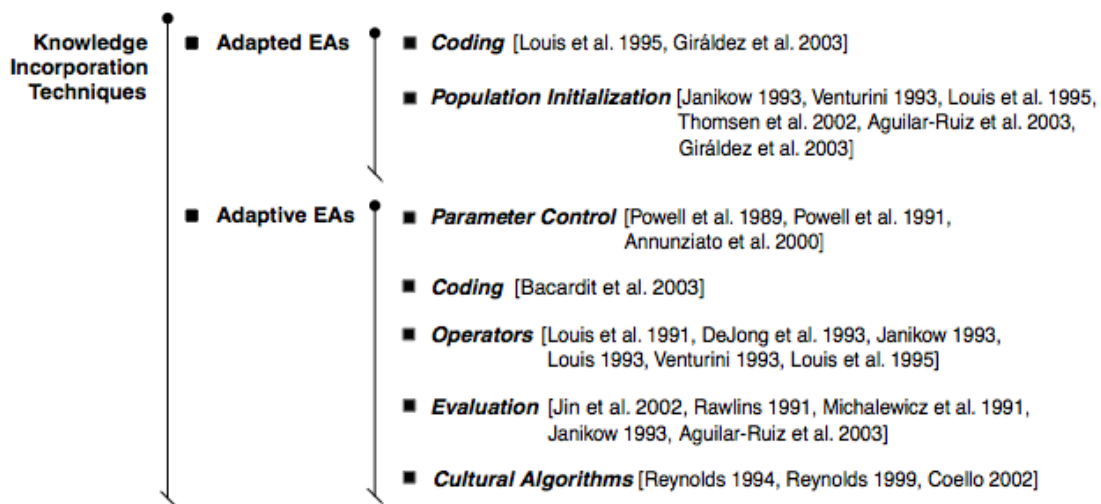 Knowledge
Incorporation
Techniques
Adapted EAs
Coding [Louis et al. 1995, Giráldez et al. 2003]
Population Initialization [Janikow 1993, Venturini 1993, Louis et al. 1995,
Thomsen et al. 2002, Aguilar-Ruiz et al. 2003,
Giráldez et al. 2003]
Adaptive EAs
Parameter Control [Powell et al. 1989, Powell et al. 1991,
Annunziato et al. 2000]
Coding [Bacardit et al. 2003]
Operators [Louis et al. 1991, DeJong et al. 1993, Janikow 1993,
Louis 1993, Venturini 1993, Louis et al. 1995]
Evaluation [Jin et al. 2002, Rawlins 1991, Michalewicz et al. 1991,
Janikow 1993, Aguilar-Ruiz et al. 2003]
Cultural Algorithms [Reynolds 1994, Reynolds 1999, Coello 2002]